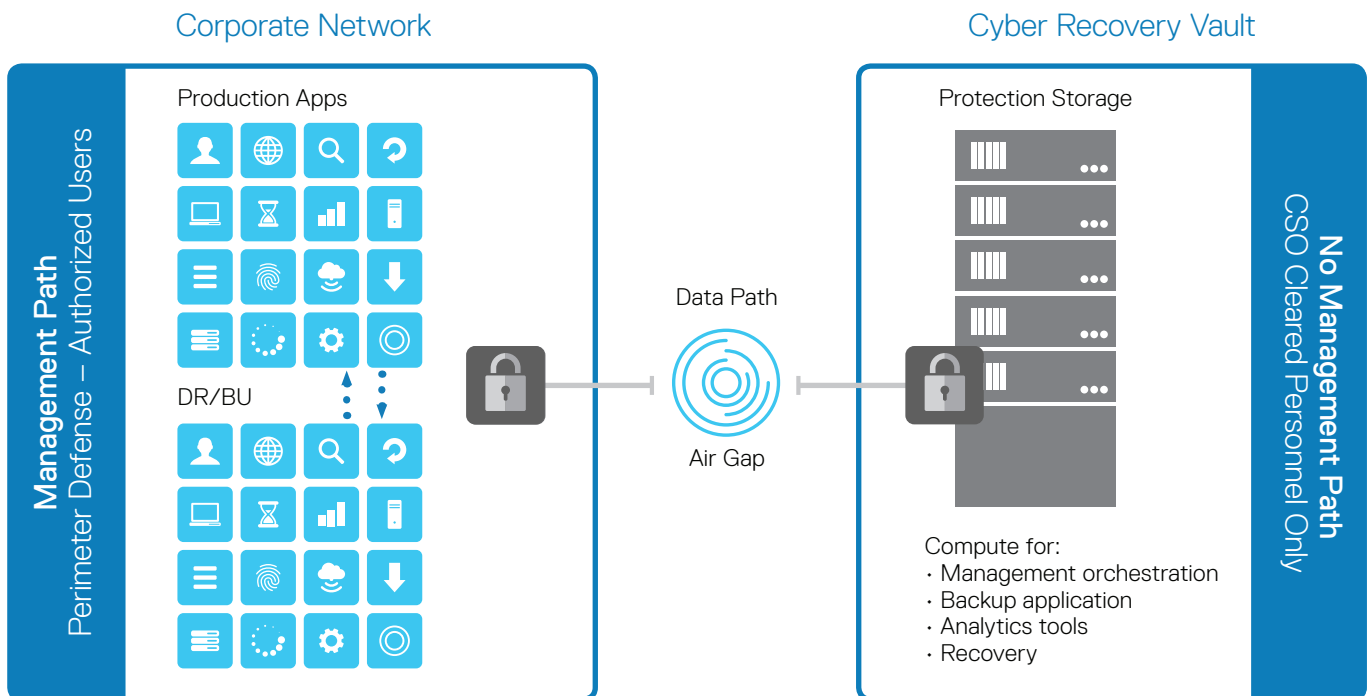 Corporate Network
Cyber Recovery Vault
Management Path
Perimeter Defense – Authorized Users
Production Apps
DR/BU
Data Path
Air Gap
Protection Storage
Compute for:
· Management orchestration
· Backup application
· Analytics tools
· Recovery
No Management Path
CSO Cleared Personnel Only